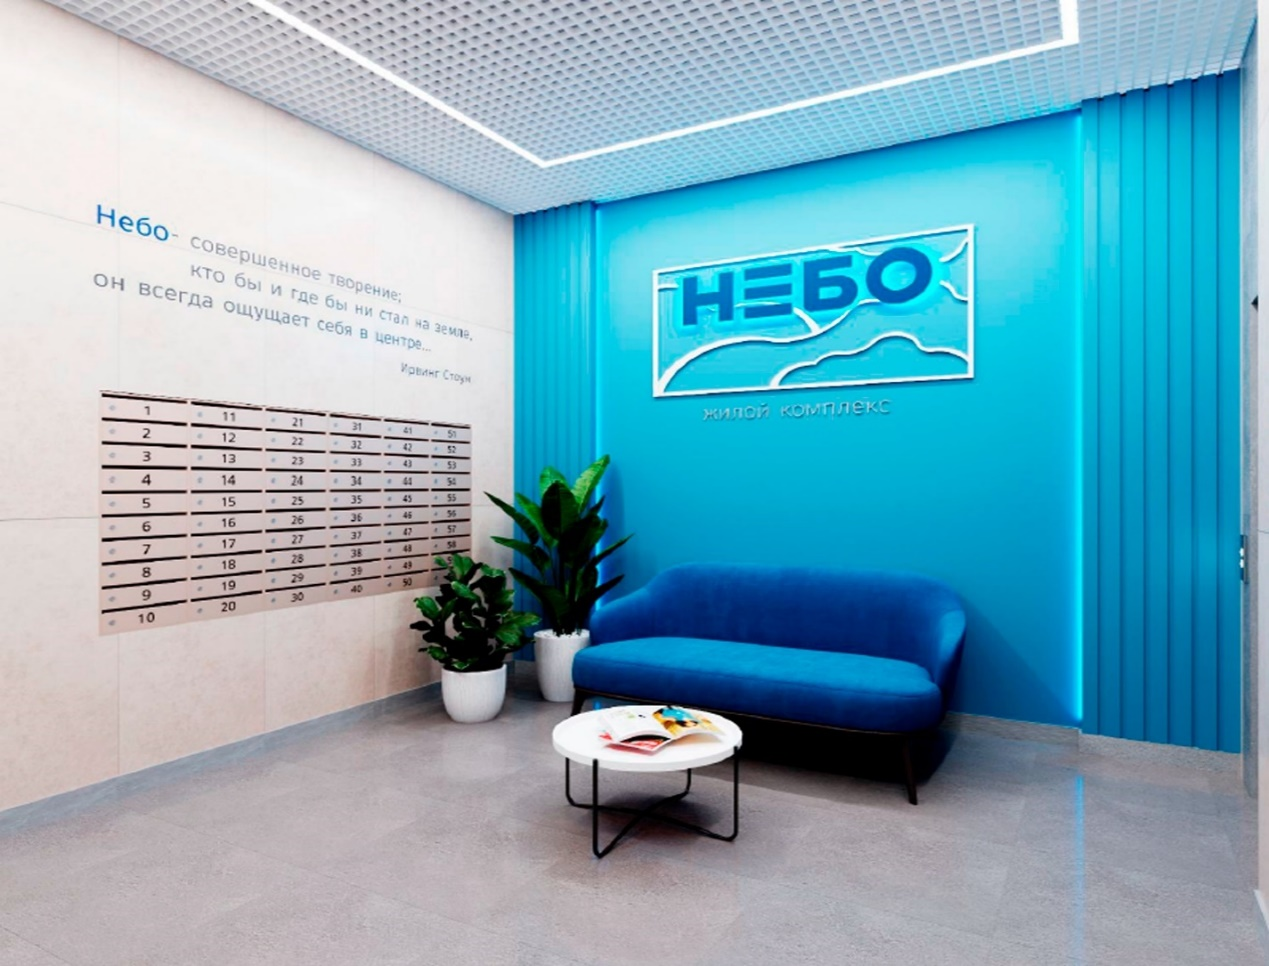 Небо- совершенное творение;
кто бы и где бы ни стал на земле,
он всегда ощущает себя в центре...
Ирвинг Стоун
НЕБО
жилой комплекс
1 11 21 31 41 51
2 12 22 32 42 52
3 13 23 33 43 53
4 14 24 34 44 54
5 15 25 35 45 55
6 16 26 36 46 56
7 17 27 37 47 57
8 18 28 38 48 58
9 19 29 39 49
10 20 30 40 50